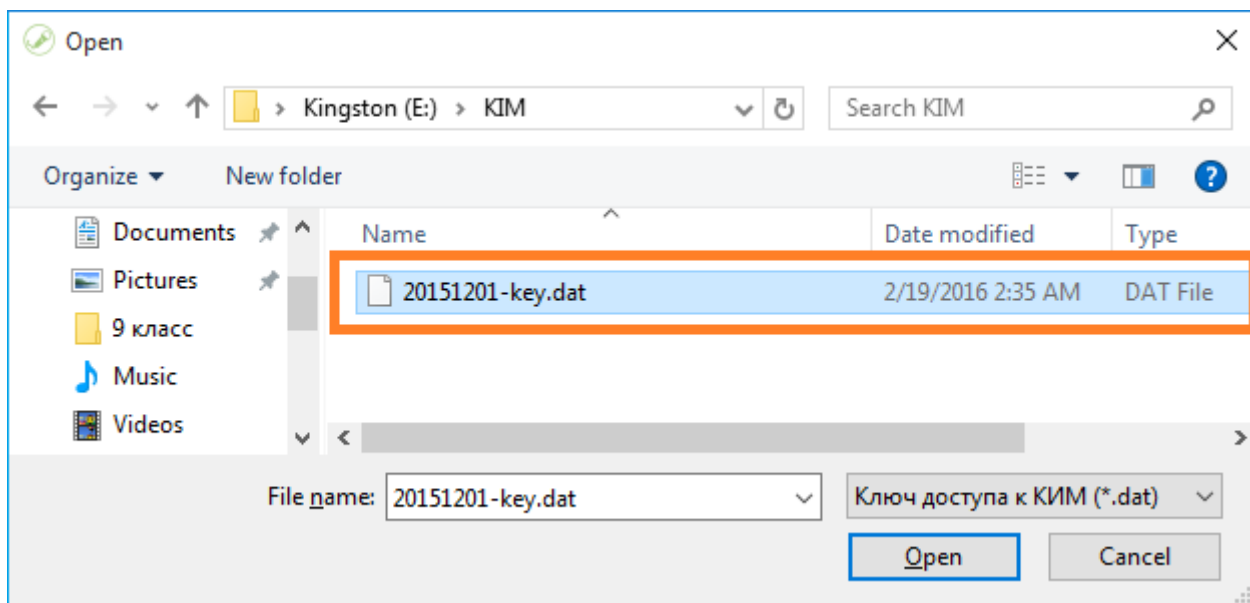 Open
Kingston (E:) > KIM
Search KIM
Organize
New folder
Documents
Pictures
9 класс
Music
Videos
Name
Date modified
Type
20151201-key.dat
2/19/2016 2:35 AM
DAT File
File name:
20151201-key.dat
Ключ доступа к КИМ (*.dat)
Open
Cancel